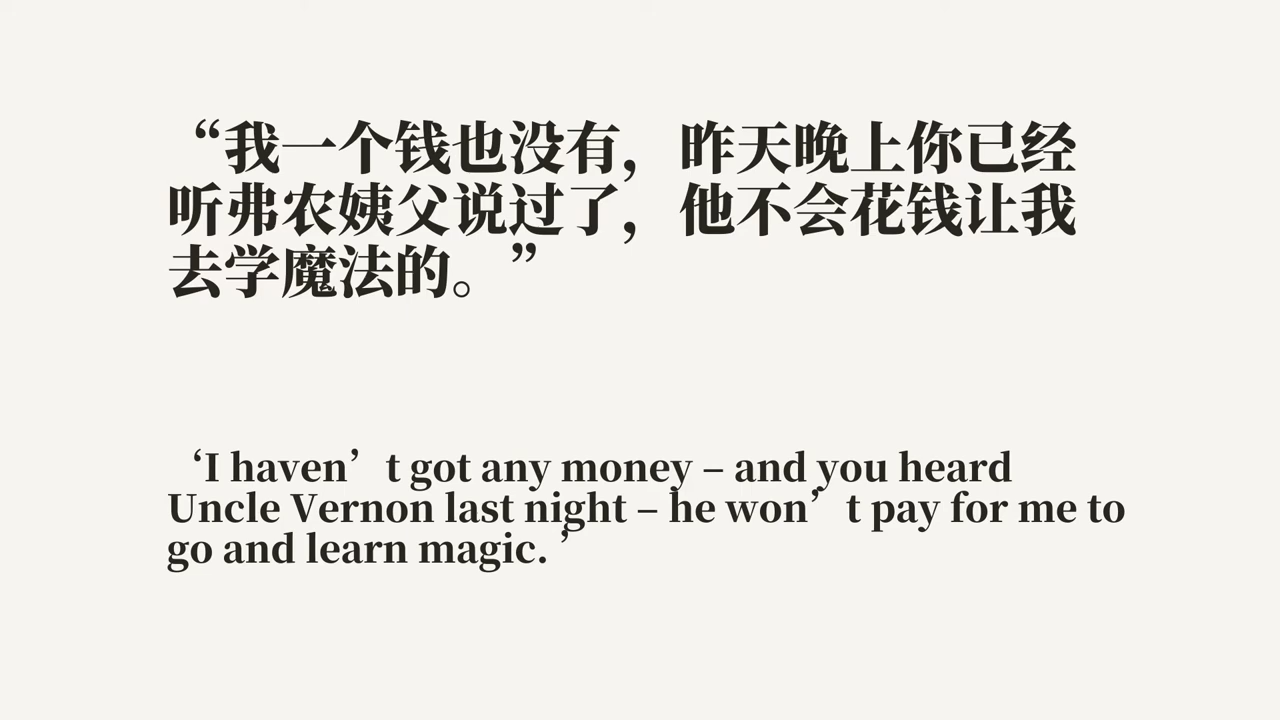 “我一个钱也没有，昨天晚上你已经
听弗农姨父说过了，他不会花钱让我
去学魔法的。”
‘I haven’t got any money – and you heard
Uncle Vernon last night – he won’t pay for me to
go and learn magic.’